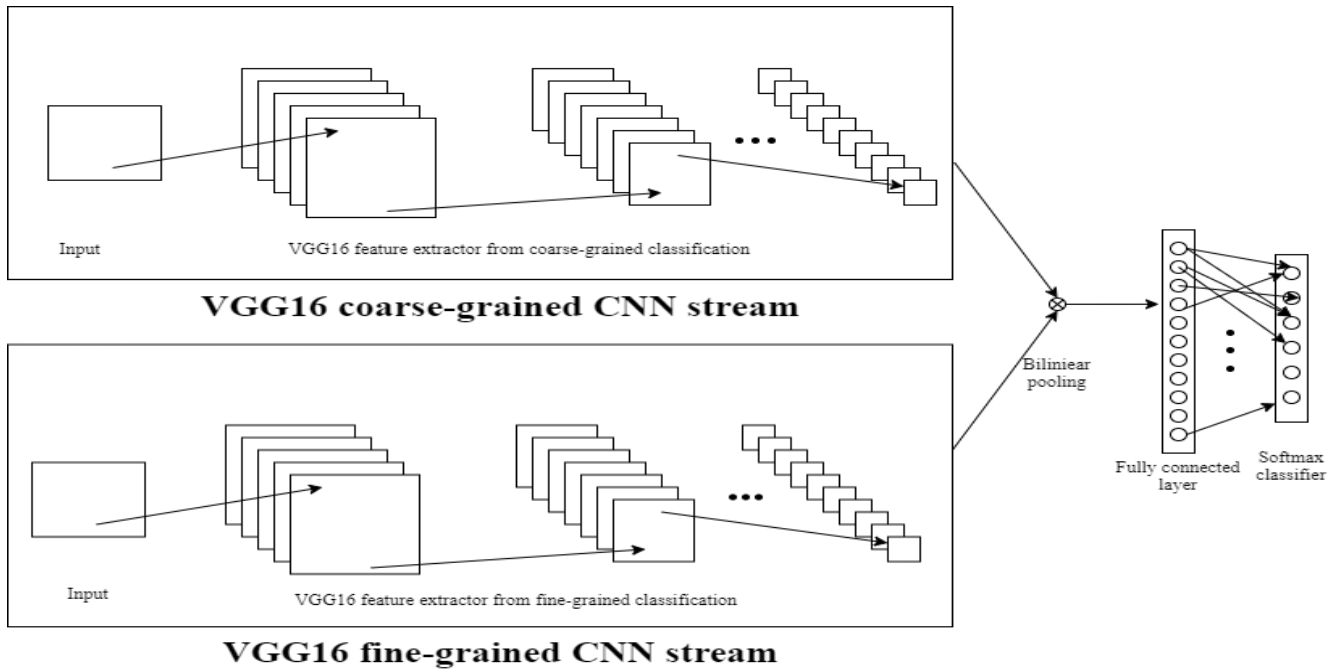 Input
VGG16 feature extractor from coarse-grained classification
VGG16 coarse-grained CNN stream
Biliniear
pooling
Fully connected
layer
Softmax
classifier
Input
VGG16 feature extractor from fine-grained classification
VGG16 fine-grained CNN stream